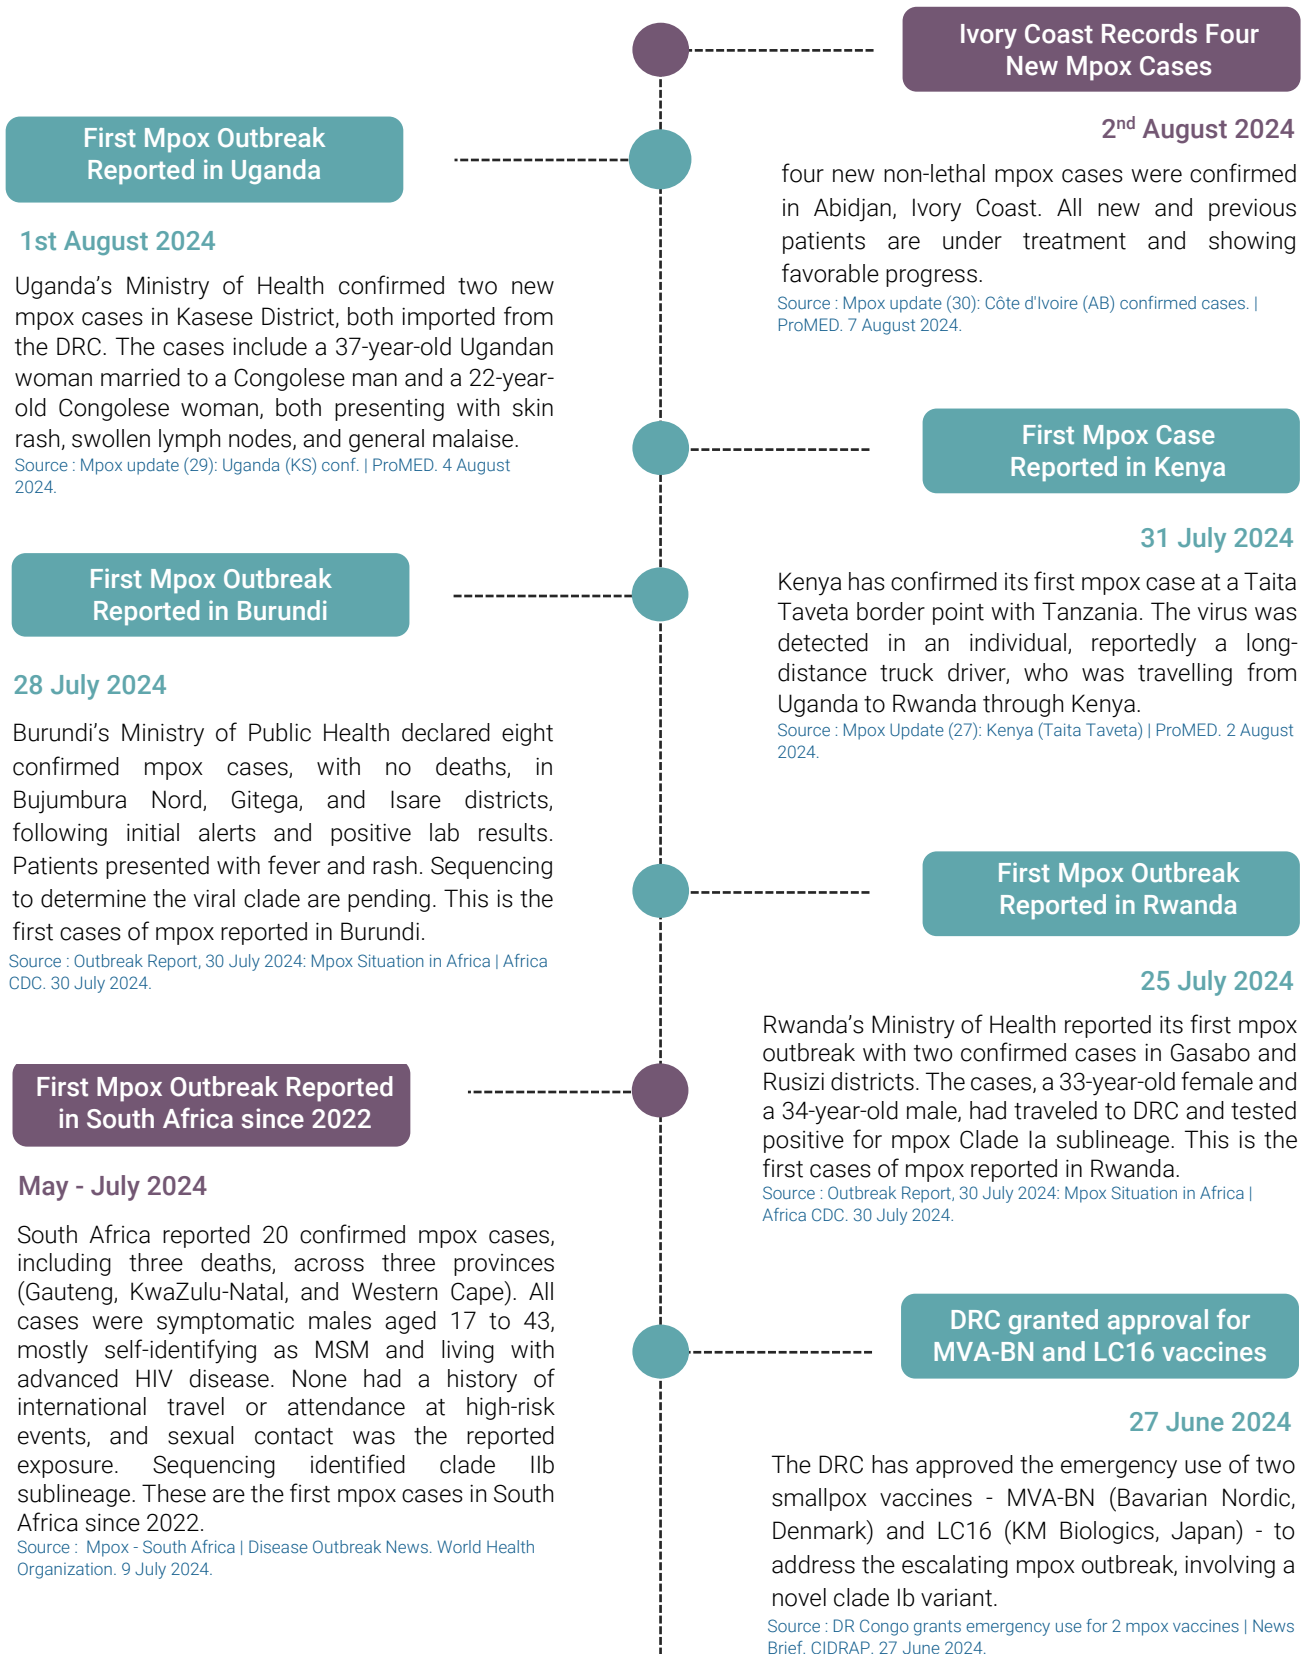 Ivory Coast Records Four
New Mpox Cases
2nd August 2024
four new non-lethal mpox cases were confirmed
in Abidjan, Ivory Coast. All new and previous
patients are under treatment and showing
favorable progress.
Source : Mpox update (30): Côte d'Ivoire (AB) confirmed cases. |
ProMED. 7 August 2024.
First Mpox Outbreak
Reported in Uganda
1st August 2024
Uganda’s Ministry of Health confirmed two new
mpox cases in Kasese District, both imported from
the DRC. The cases include a 37-year-old Ugandan
woman married to a Congolese man and a 22-year-
old Congolese woman, both presenting with skin
rash, swollen lymph nodes, and general malaise.
Source : Mpox update (29): Uganda (KS) conf. | ProMED. 4 August
2024.
First Mpox Case
Reported in Kenya
31 July 2024
Kenya has confirmed its first mpox case at a Taita
Taveta border point with Tanzania. The virus was
detected in an individual, reportedly a long-
distance truck driver, who was travelling from
Uganda to Rwanda through Kenya.
Source : Mpox Update (27): Kenya (Taita Taveta) | ProMED. 2 August
2024.
First Mpox Outbreak
Reported in Burundi
28 July 2024
Burundi’s Ministry of Public Health declared eight
confirmed mpox cases, with no deaths, in
Bujumbura Nord, Gitega, and Isare districts,
following initial alerts and positive lab results.
Patients presented with fever and rash. Sequencing
to determine the viral clade are pending. This is the
first cases of mpox reported in Burundi.
Source : Outbreak Report, 30 July 2024: Mpox Situation in Africa | Africa
CDC. 30 July 2024.
First Mpox Outbreak
Reported in Rwanda
25 July 2024
Rwanda’s Ministry of Health reported its first mpox
outbreak with two confirmed cases in Gasabo and
Rusizi districts. The cases, a 33-year-old female and
a 34-year-old male, had traveled to DRC and tested
positive for mpox Clade Ia sublineage. This is the
first cases of mpox reported in Rwanda.
Source : Outbreak Report, 30 July 2024: Mpox Situation in Africa |
Africa CDC. 30 July 2024.
First Mpox Outbreak Reported
in South Africa since 2022
May - July 2024
South Africa reported 20 confirmed mpox cases,
including three deaths, across three provinces
(Gauteng, KwaZulu-Natal, and Western Cape). All
cases were symptomatic males aged 17 to 43,
mostly self-identifying as MSM and living with
advanced HIV disease. None had a history of
international travel or attendance at high-risk
events, and sexual contact was the reported
exposure. Sequencing identified clade IIb
sublineage. These are the first mpox cases in South
Africa since 2022.
Source : Mpox - South Africa | Disease Outbreak News. World Health
Organization. 9 July 2024.
DRC granted approval for
MVA-BN and LC16 vaccines
27 June 2024
The DRC has approved the emergency use of two
smallpox vaccines - MVA-BN (Bavarian Nordic,
Denmark) and LC16 (KM Biologics, Japan) - to
address the escalating mpox outbreak, involving a
novel clade Ib variant.
Source : DR Congo grants emergency use for 2 mpox vaccines | News
Brief. CIDRAP. 27 June 2024.